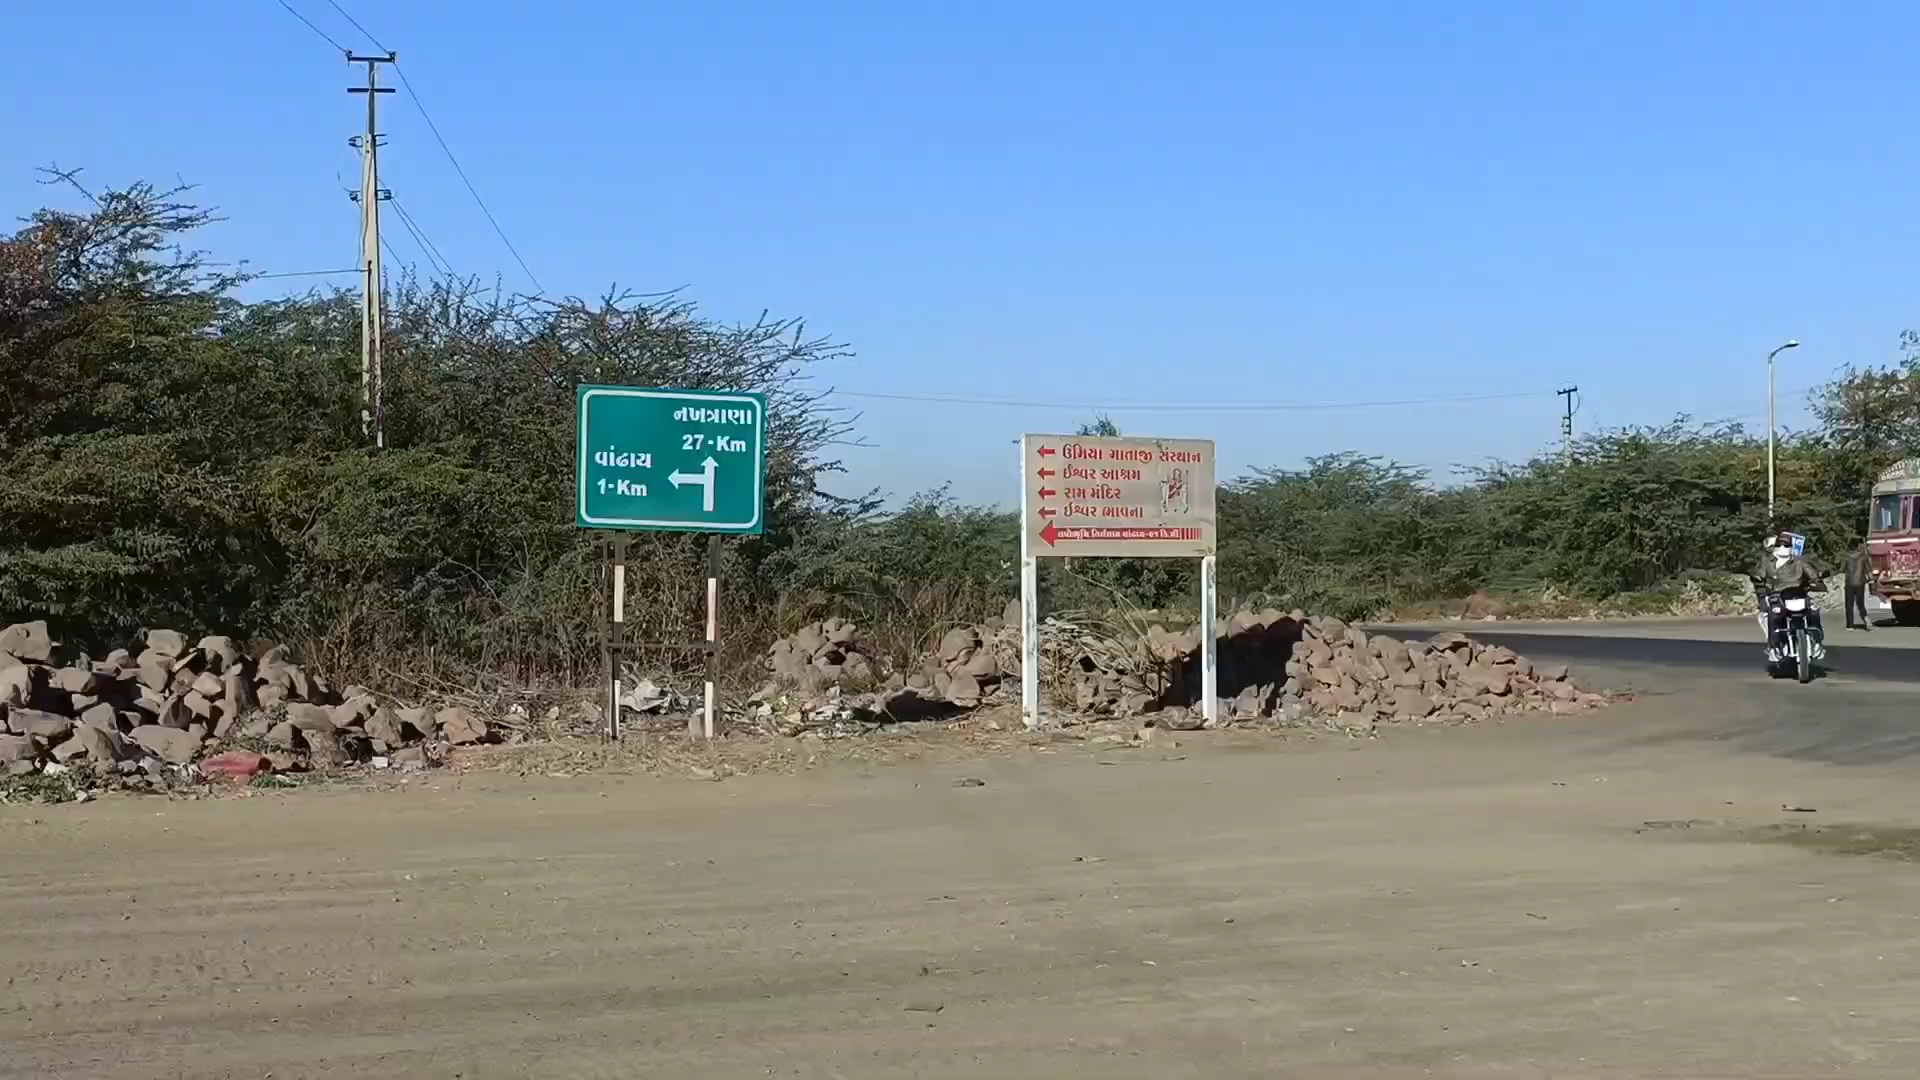 નખત્રાણા
27-Km
વાંઢાય
1-Km
ઉમિયા માતાજી સંસ્થાન
ઈશ્વર આશ્રમ
રામ મંદિર
ઈશ્વર ભાવના